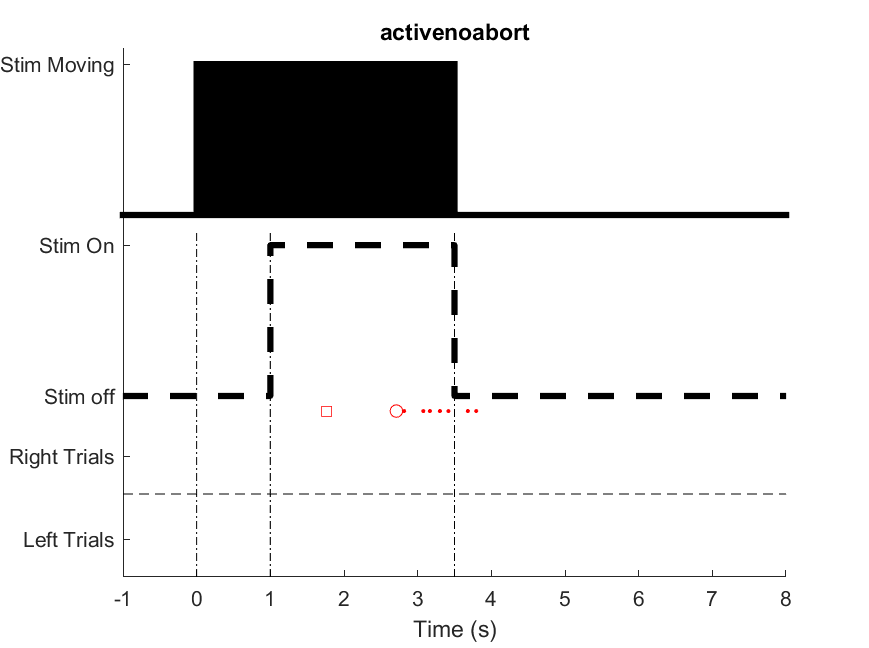 activenoabort
Stim Moving
Stim On
Stim off
Right Trials
Left Trials
-1 0 1 2 3 4 5 6 7 8
Time (s)